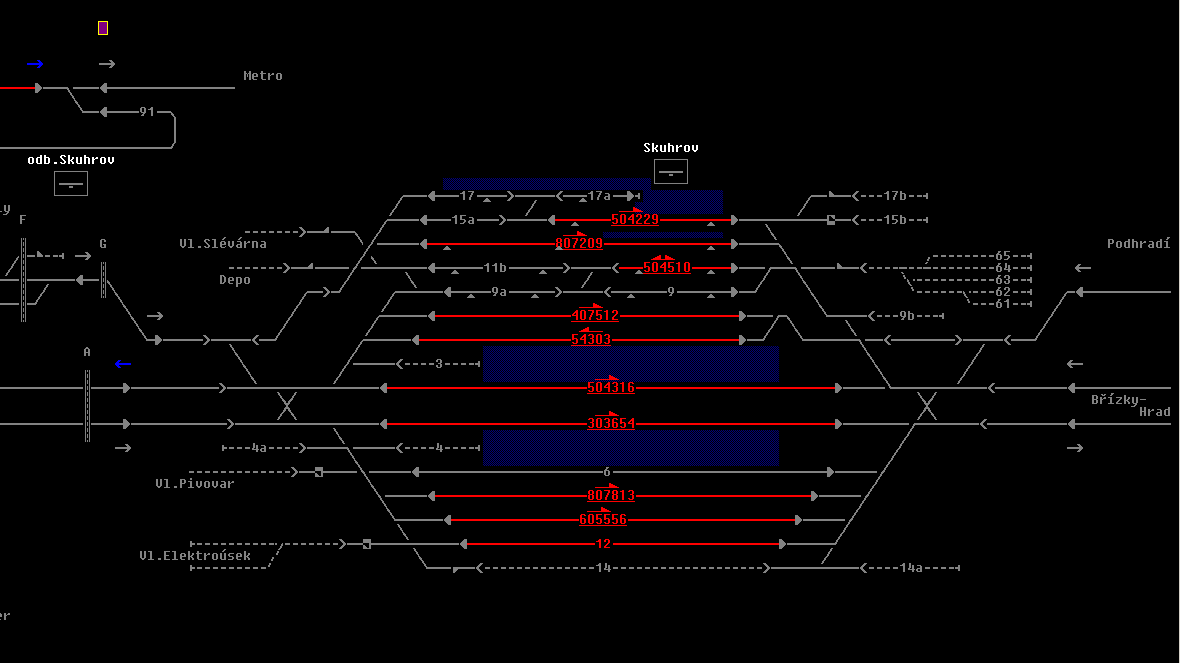 Metro
91
odb.Skuhrov
Skuhrov
17
17a
17b
ly
F
15a
504229
15b
G
Vl.Slévárna
807209
Podhradí
65
11b
504510
64
Depo
63
9a
9
62
61
407512
9b
54303
A
3
504316
Břízky-
303654
Hrad
4a
4
6
Vl.Pivovar
807813
605556
12
Vl.Elektroúsek
14
14a
er